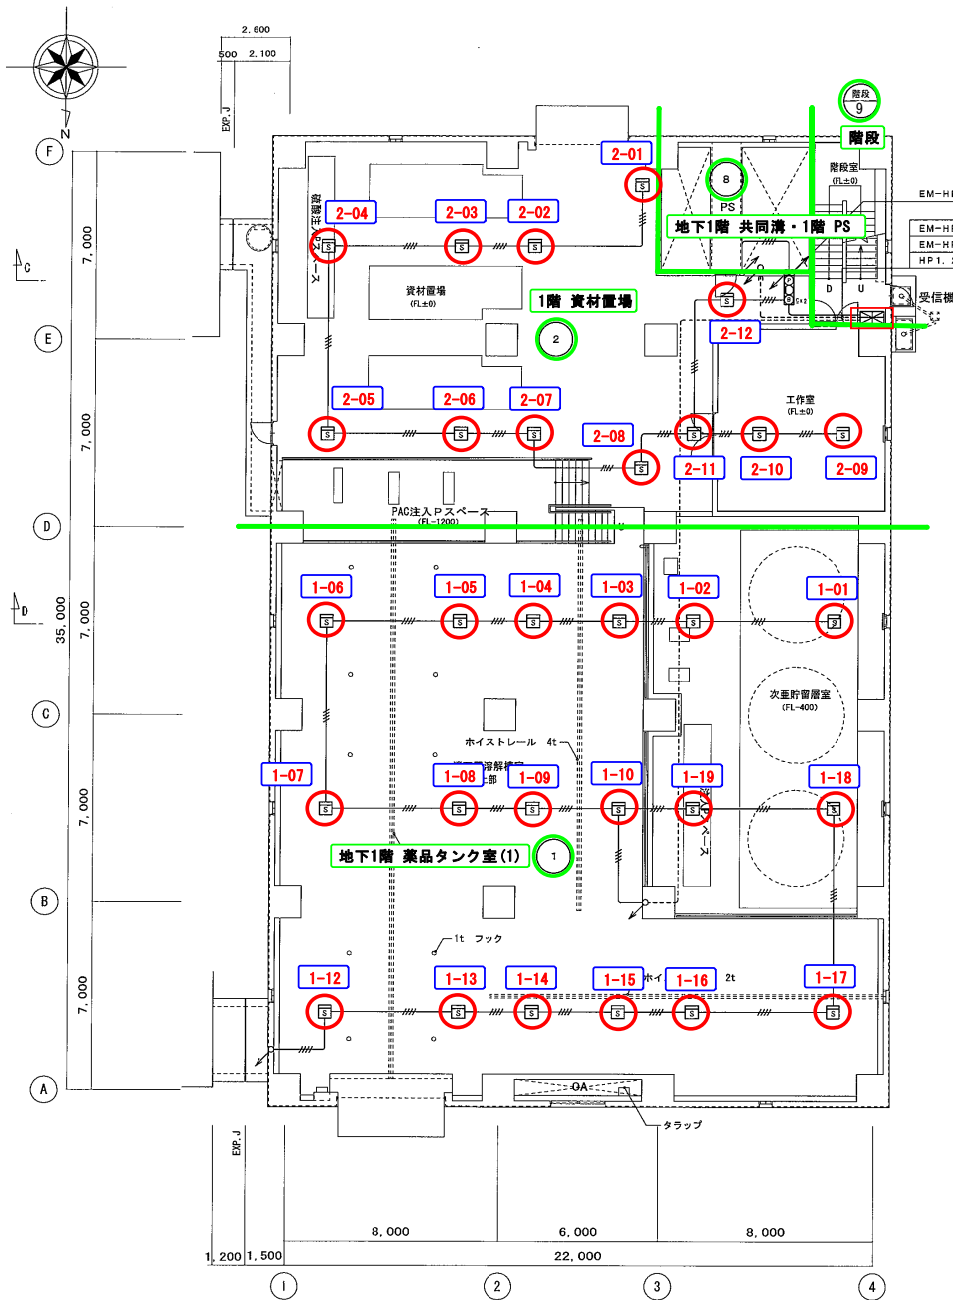 2,600
500 2,100
EXP.J
N
F
階段
9
階段
2-01
8
PS
階段室
(FL±0)
EM-HP
地下1階 共同溝・1階 PS
EM-HP
EM-HP
HP1.2
2-04
2-03
2-02
硫酸注入Pスペース
7,000
C
資材置場
(FL±0)
1階 資材置場
D U
受信機
2-12
E
2
2-05
2-06
2-07
2-08
工作室
(FL±0)
7,000
2-11
2-10
2-09
PAC注入Pスペース
(FL-1200)
D
D
1-06
1-05
1-04
1-03
1-02
1-01
7,000
35,000
次亜貯留層室
(FL-400)
C
ホイストレール 4t
1-07
1-08
1-09
1-10
1-19
1-18
7,000
地下1階 薬品タンク室(1)
1
B
1t フック
1-12
1-13
1-14
1-15
1-16
1-17
ホイ
2t
7,000
A
OA
タラップ
EXP.J
8,000
6,000
8,000
1,200 1,500
22,000
1
2
3
4
S